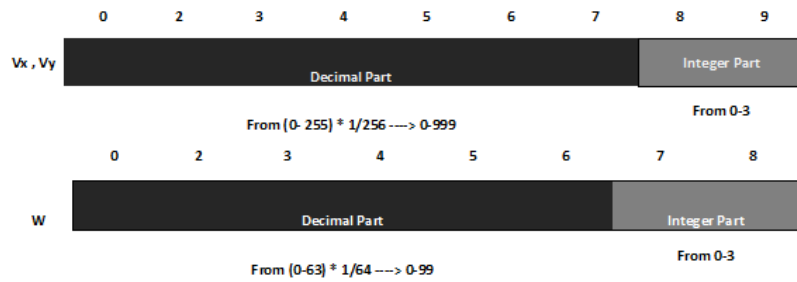 0 2 3 4 5 6 7 8 9
Vx , Vy
Decimal Part
Integer Part
From (0- 255) * 1/256 ----> 0-999
From 0-3
0 2 3 4 5 6 7 8
W
Decimal Part
Integer Part
From (0-63) * 1/64 ----> 0-99
From 0-3